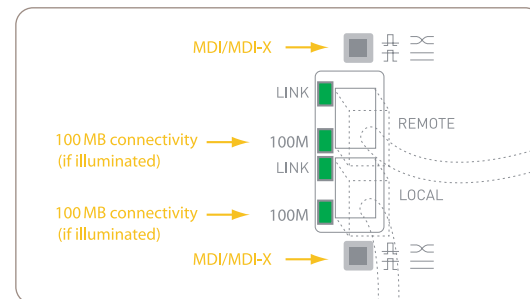 MDI/MDI-X
LINK
REMOTE
100 MB connectivity
(if illuminated)
100M
LINK
LOCAL
100 MB connectivity
(if illuminated)
100M
MDI/MDI-X